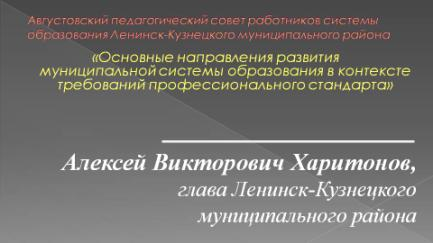 Августовский педагогический совет работников системы
образования Ленинск-Кузнецкого муниципального района
«Основные направления развития
муниципальной системы образования в контексте
требований профессионального стандарта»
Алексей Викторович Харитонов,
глава Ленинск-Кузнецкого
муниципального района